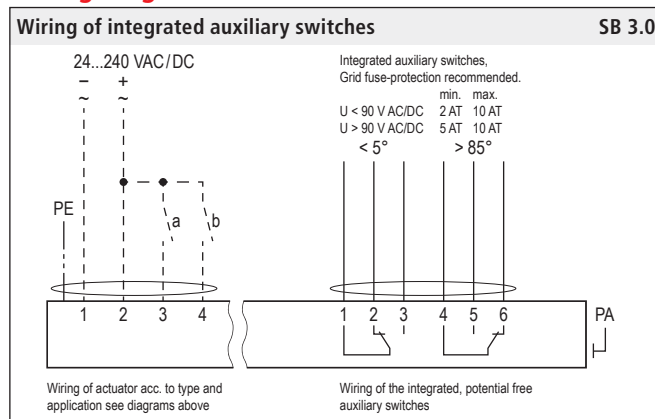 Wiring of integrated auxiliary switches SB 3.0
24...240 VAC/DC
– +
~ ~
Integrated auxiliary switches,
Grid fuse-protection recommended.
min. max.
U < 90 V AC/DC 2 AT 10 AT
U > 90 V AC/DC 5 AT 10 AT
< 5° > 85°
PE
a b
1 2 3 4
1 2 3 4 5 6
PA
Wiring of actuator acc. to type and
application see diagrams above
Wiring of the integrated, potential free
auxiliary switches